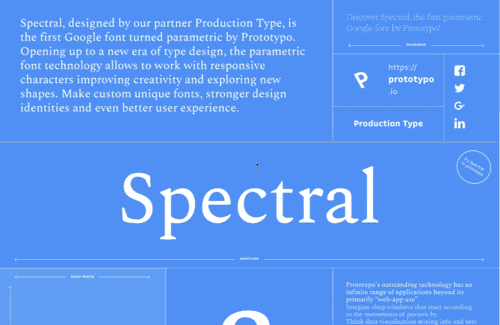 Spectral, designed by our partner Production Type, is
the first Google font turned parametric by Prototypo.
Opening up to a new era of type design, the parametric
font technology allows to work with responsive
characters improving creativity and exploring new
shapes. Make custom unique fonts, stronger design
identities and even better user experience.
Discover Spectral, the first parametric
Google font by Prototypo!
https://
prototypo
.io
Production Type
Spectral
Prototypo's outstanding technology has an
infinite range of applications beyond its
primarily "web-app use".
Imagine shop windows that react according
to the movements of passers-by.
Think data visualisation mixing info and text